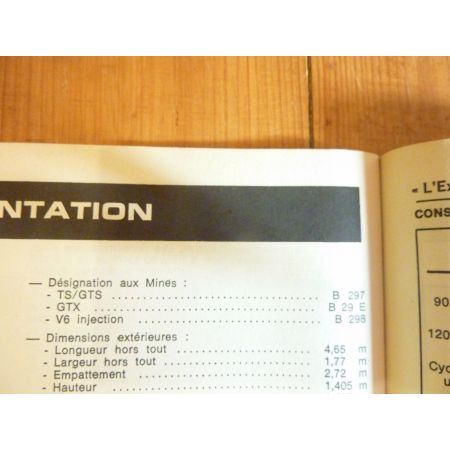 NTATION
— Désignation aux Mines :
- TS/GTS ........................ B 297
- GTX ........................ B 29 E
- V6 injection ........................ B 298
— Dimensions extérieures :
- Longueur hors tout ........................ 4,65 m
- Largeur hors tout ........................ 1,77 m
- Empattement ........................ 2,72 m
- Hauteur ........................ 1,405 m
« L'Ex
CONS
90
120
Cyc
u